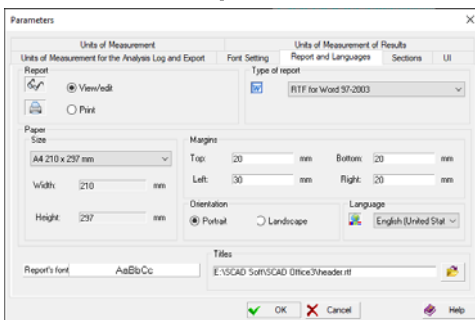 Parameters
Units of Measurement Units of Measurement of Results
Units of Measurement for the Analysis Log and Export Font Setting Report and Languages Sections UI
Report
View/edit
Print
Type of report
RTF for Word 97-2003
Paper
Size
A4 210 x 297 mm
Width: 210 mm
Height: 297 mm
Margins
Top: 20 mm Bottom: 20 mm
Left: 30 mm Right: 20 mm
Orientation
Portrait Landscape
Language
English (United Stat
Report's font AaBbCc
Titles
E:\SCAD Soft\SCAD Office3\header.rtf
OK Cancel Help